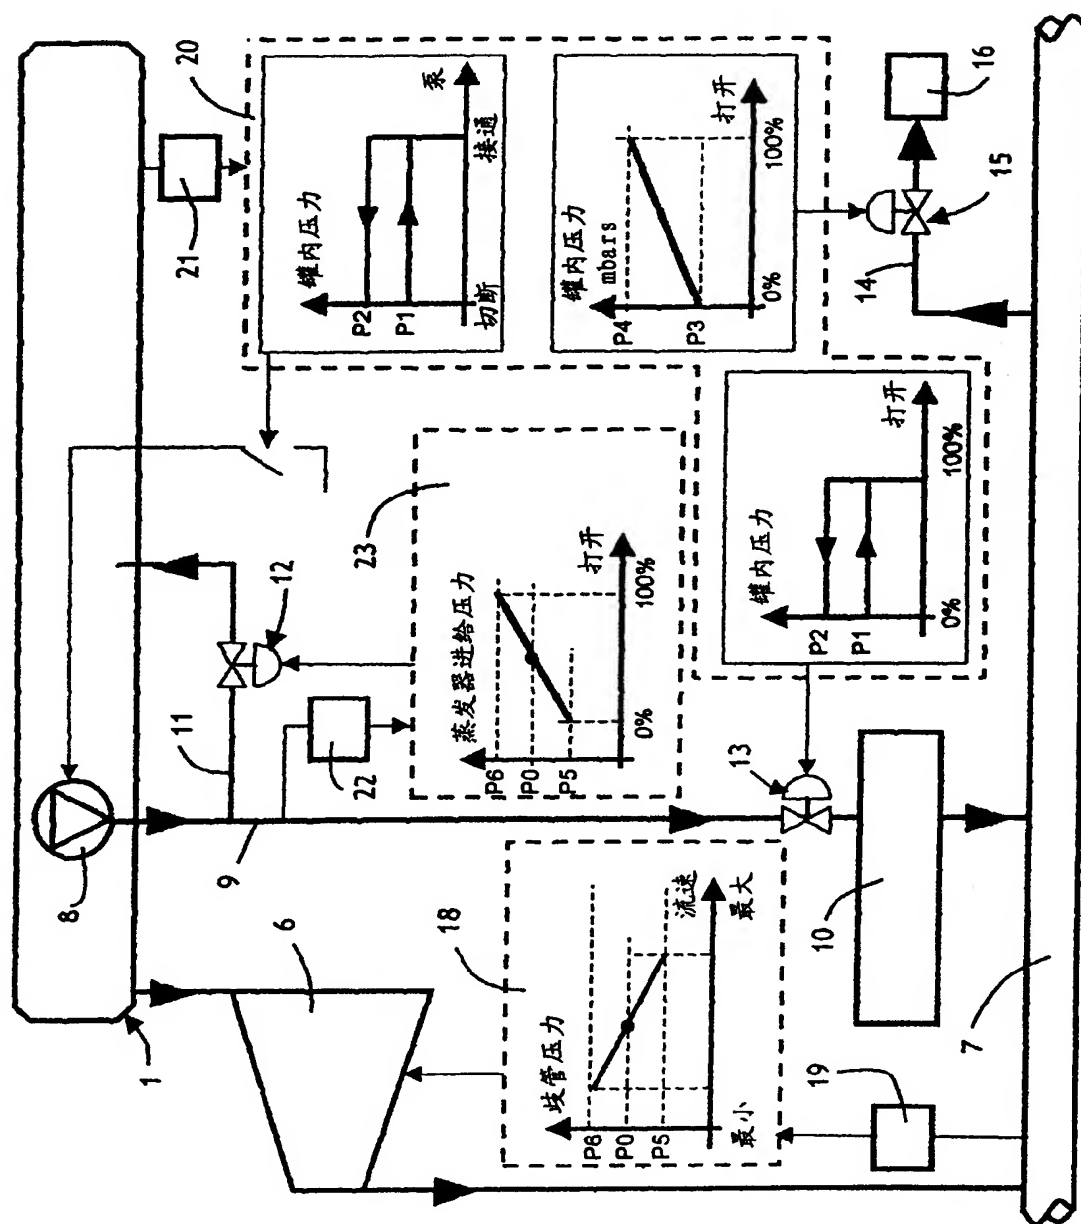 1
6
8
9
11
12
21
20
罐内压力
P2
P1
切断
接通
泵
罐内压力
mbars
P4
P3
0%
100%
打开
16
15
14
22
23
蒸发器进给压力
P6
P0
P5
0%
100%
打开
罐内压力
P2
P1
0%
100%
打开
13
18
歧管压力
P6
P0
P5
最小
最大
流速
10
19
7